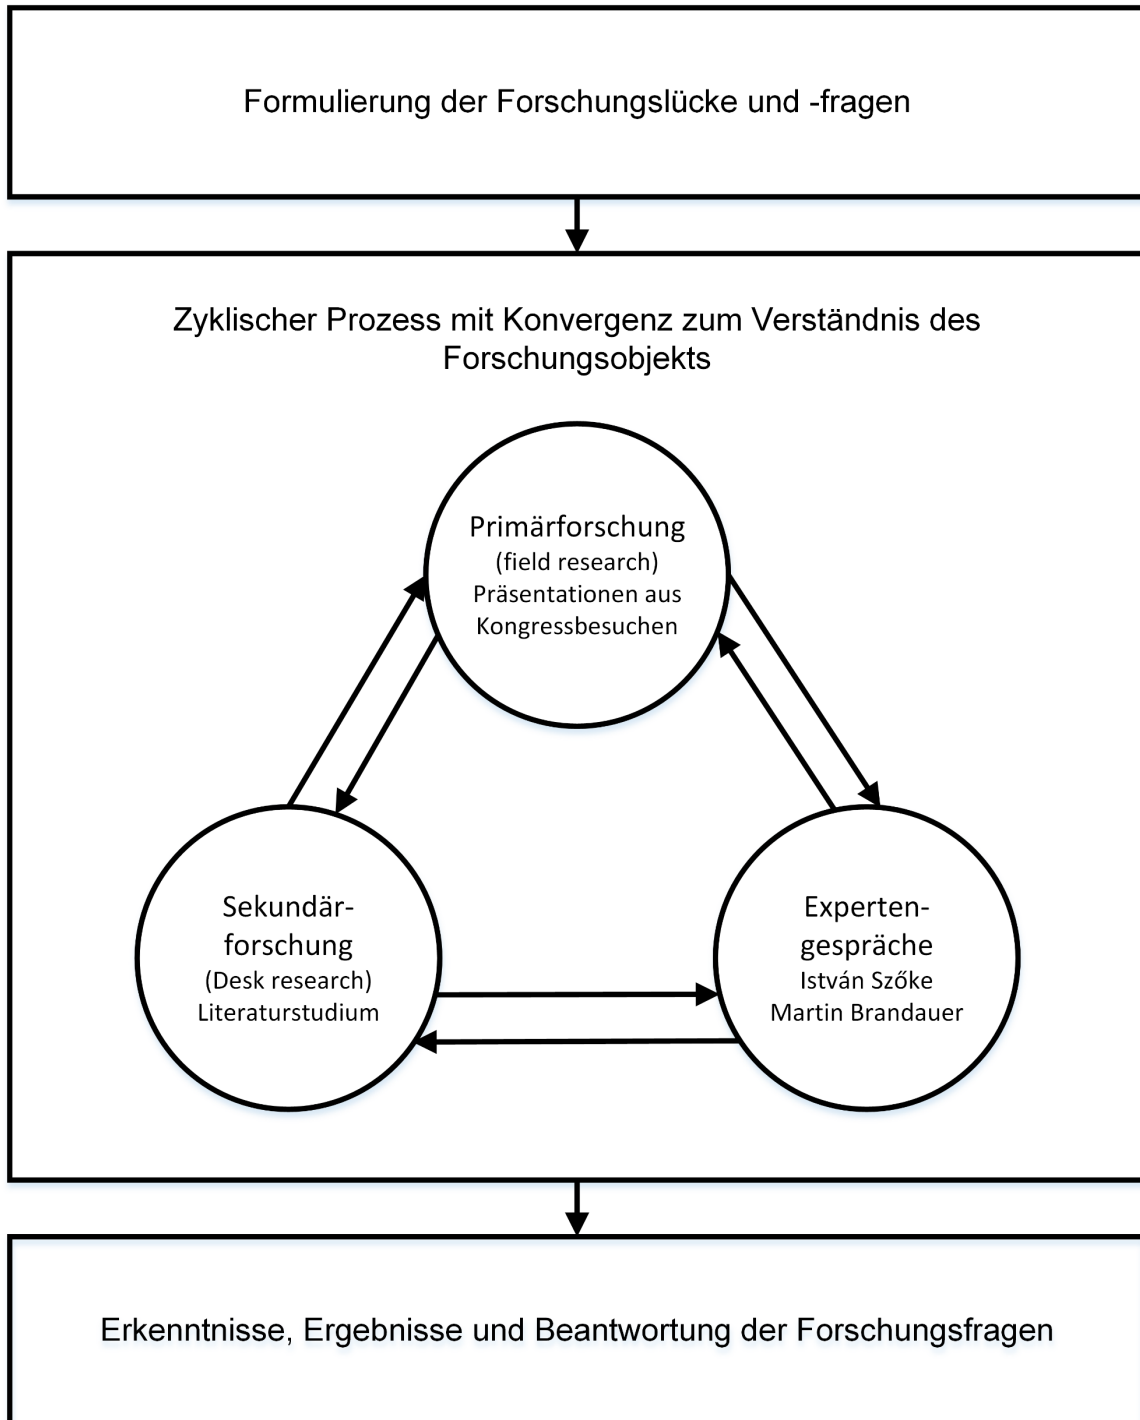 Formulierung der Forschungslücke und -fragen
Zyklischer Prozess mit Konvergenz zum Verständnis des
Forschungsobjekts
Primärforschung
(field research)
Präsentationen aus
Kongressbesuchen
Sekundär-
forschung
(Desk research)
Literaturstudium
Experten-
gespräche
István Szőke
Martin Brandauer
Erkenntnisse, Ergebnisse und Beantwortung der Forschungsfragen